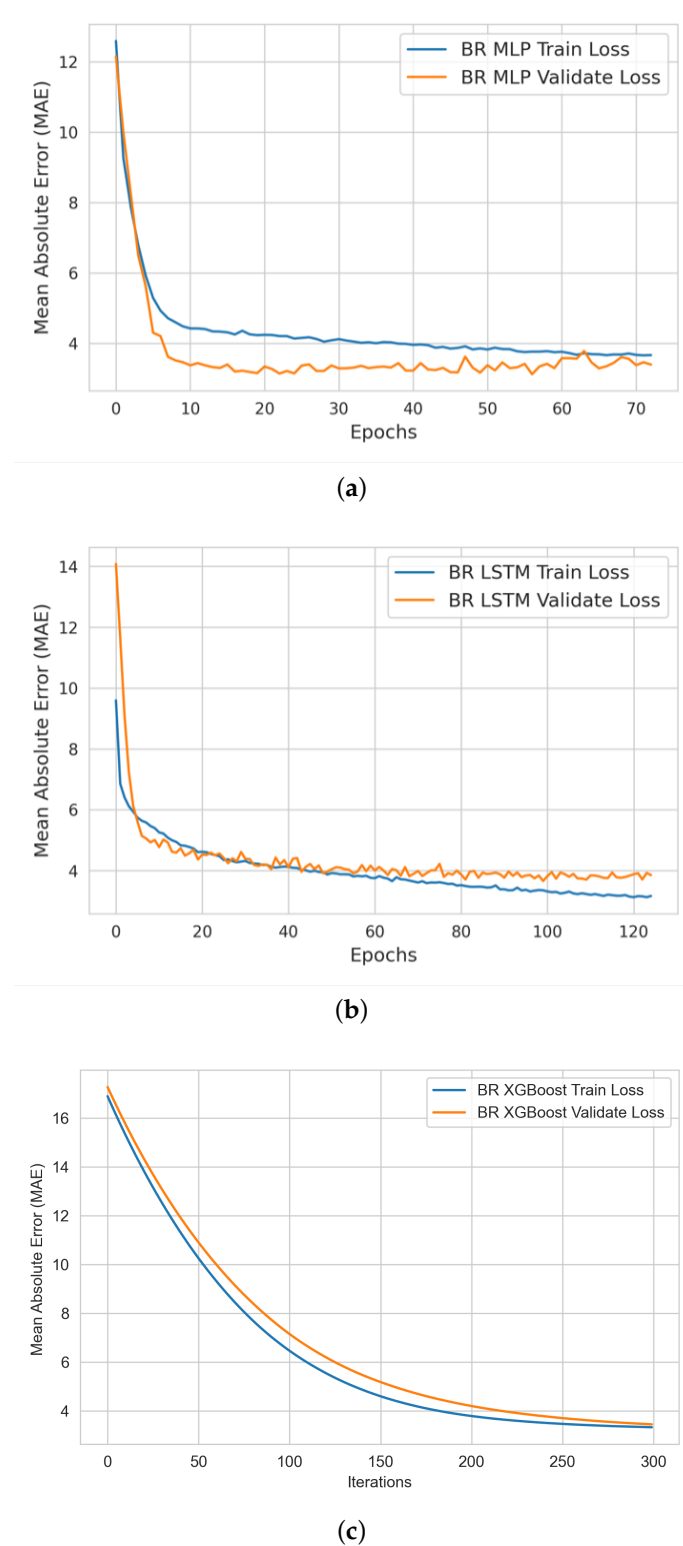 BR MLP Train Loss
BR MLP Validate Loss
Mean Absolute Error (MAE)
12
10
8
6
4
0 10 20 30 40 50 60 70
Epochs
(a)
BR LSTM Train Loss
BR LSTM Validate Loss
Mean Absolute Error (MAE)
14
12
10
8
6
4
0 20 40 60 80 100 120
Epochs
(b)
BR XGBoost Train Loss
BR XGBoost Validate Loss
Mean Absolute Error (MAE)
16
14
12
10
8
6
4
0 50 100 150 200 250 300
Iterations
(c)